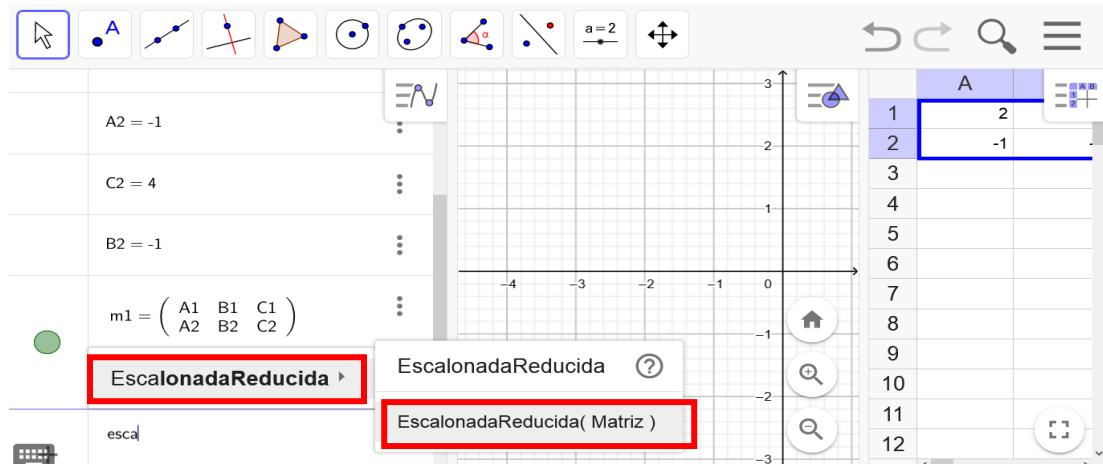 A
α
a = 2
A2 = -1
C2 = 4
B2 = -1
m1 = ( A1 B1 C1
A2 B2 C2 )
EscalonadaReducida
esca
EscalonadaReducida
EscalonadaReducida( Matriz )
3
2
1
0
-4 -3 -2 -1
-1
-2
-3
A
A B
1
2
1 2
2 -1 -
3
4
5
6
7
8
9
10
11
12